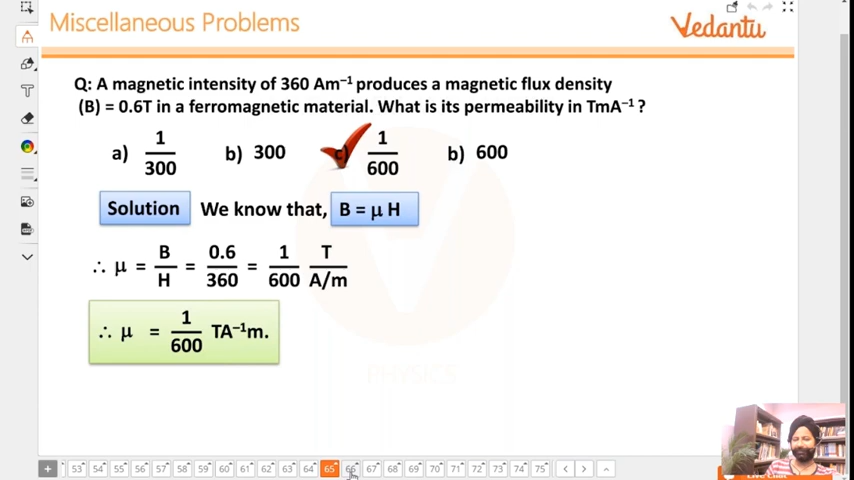 Miscellaneous Problems
Vedantu
Q: A magnetic intensity of 360 Am⁻¹ produces a magnetic flux density
(B) = 0.6T in a ferromagnetic material. What is its permeability in TmA⁻¹ ?
a) 1/300 b) 300 c) 1/600 b) 600
Solution We know that, B = μ H
∴ μ = B/H = 0.6/360 = 1/600 T/A/m
∴ μ = 1/600 TA⁻¹m.
PHYSICS
53 54 55 56 57 58 59 60 61 62 63 64 65 66 67 68 69 70 71 72 73 74 75